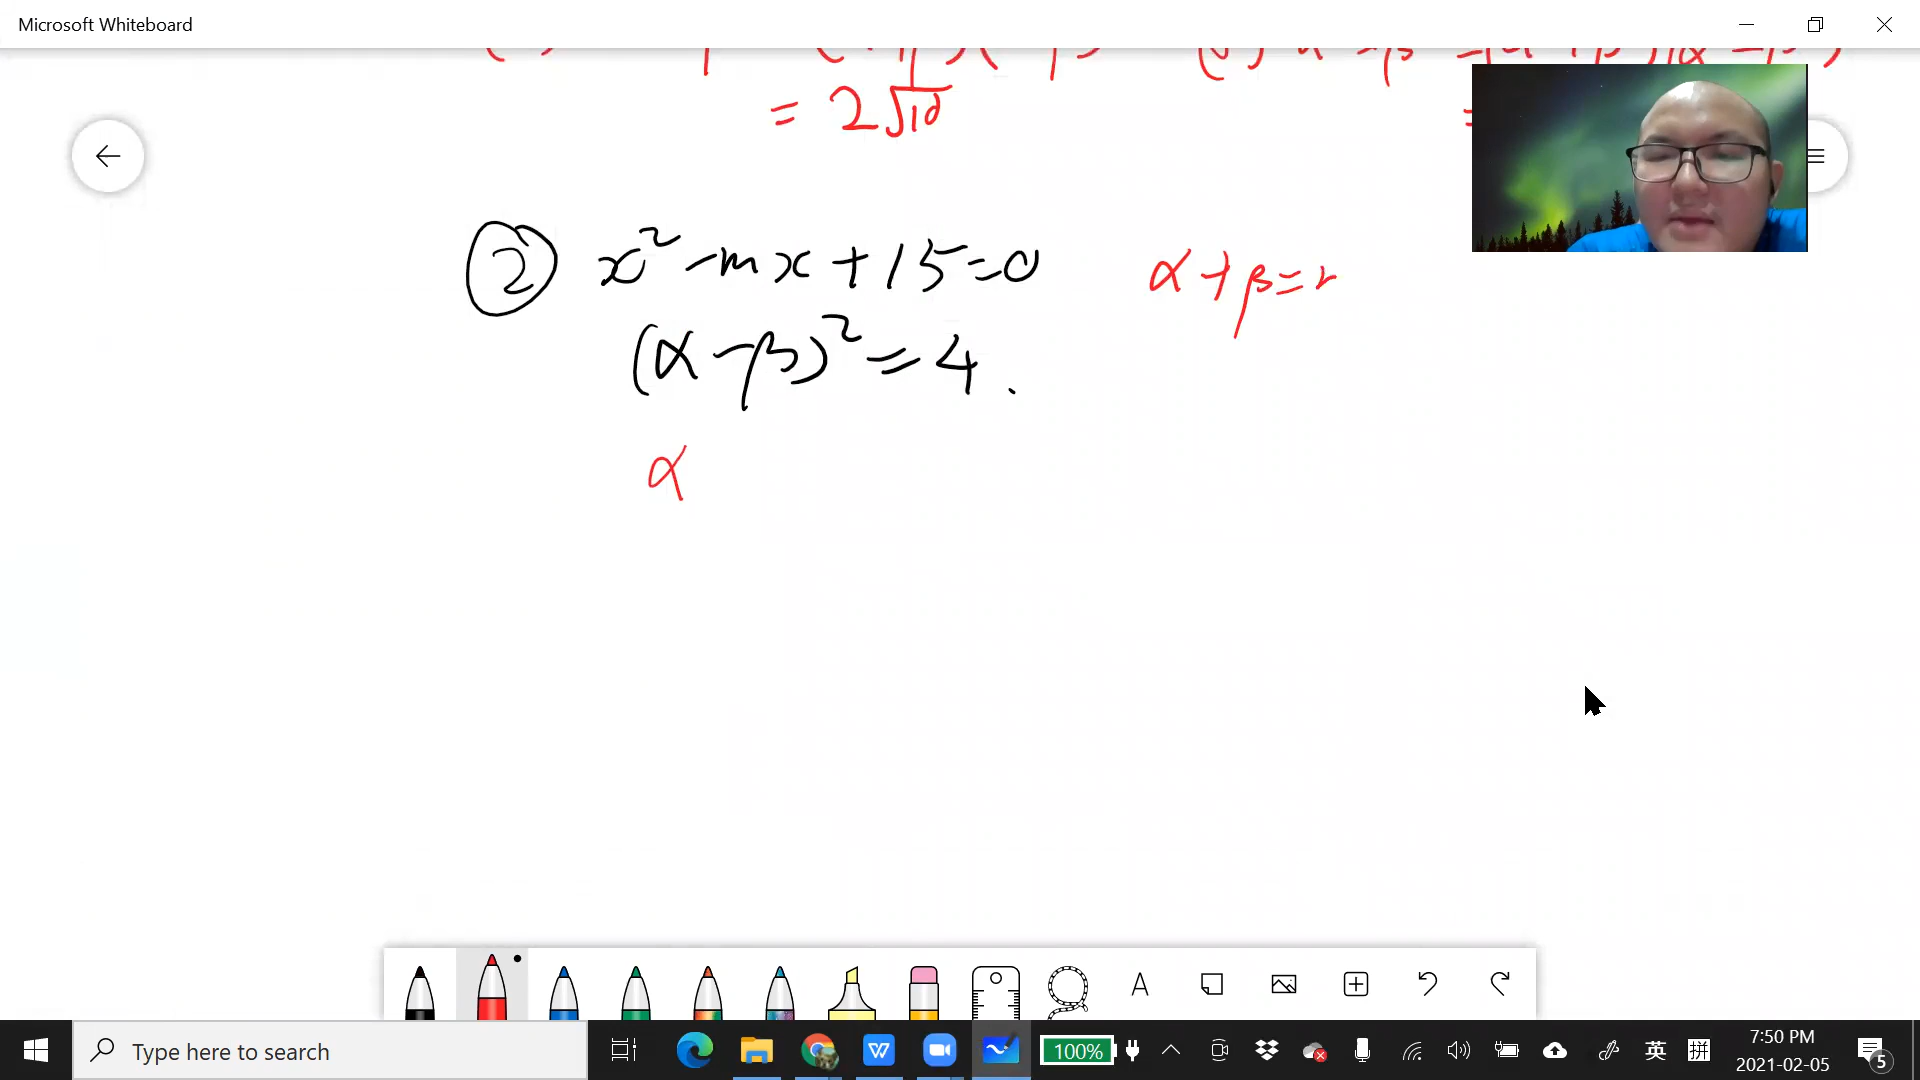 Microsoft Whiteboard
= 2√10
② x² - mx + 15 = 0
α + β = r
(α - β)² = 4.
α
A
Type here to search
100%
英
拼
7:50 PM
2021-02-05
5